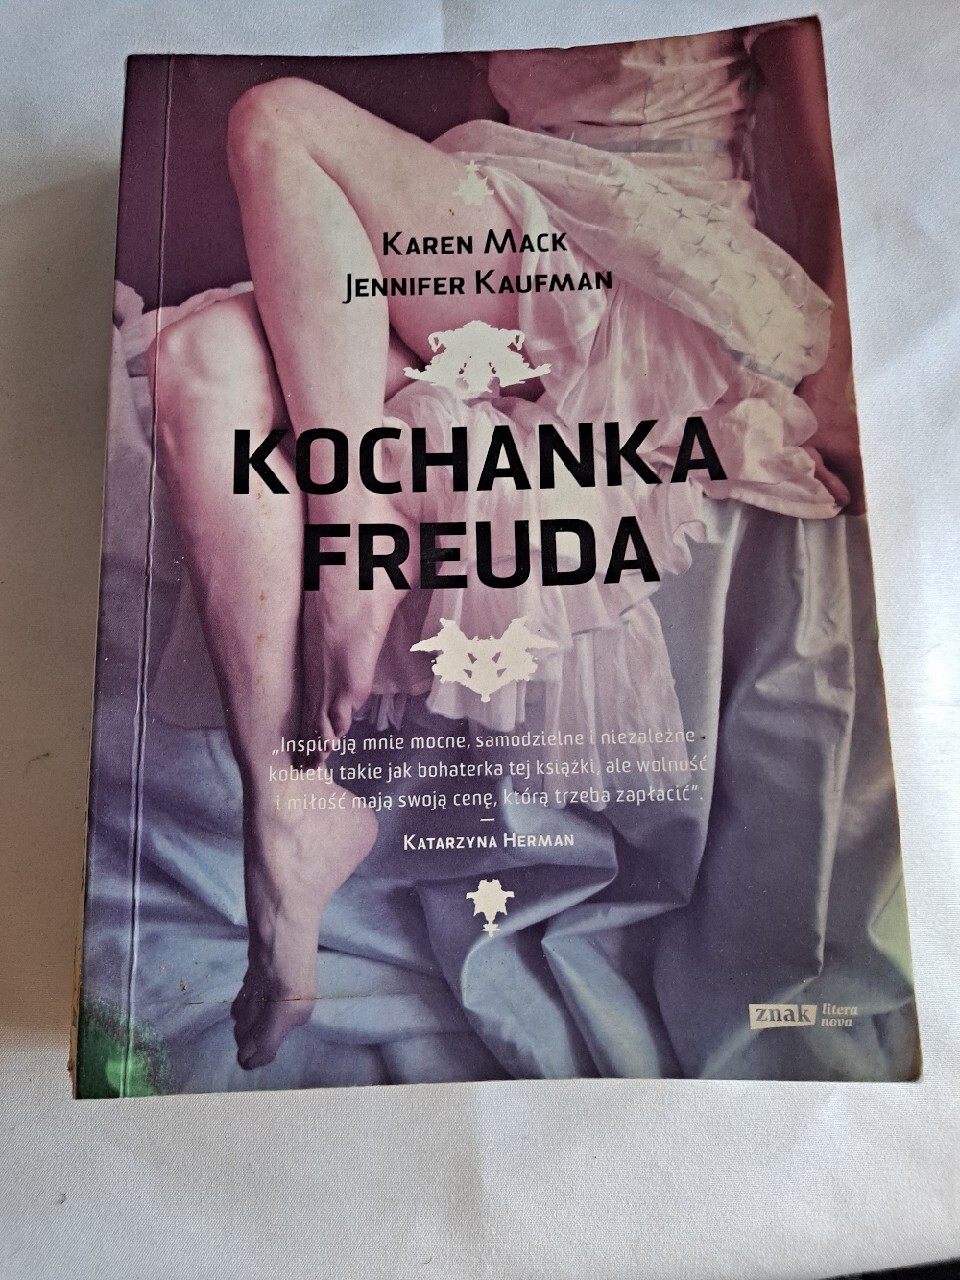 KAREN MACK
JENNIFER KAUFMAN
KOCHANKA
FREUDA
„Inspirują mnie mocne, samodzielne i niezależne
kobiety takie jak bohaterka tej książki, ale wolność
i miłość mają swoją cenę, którą trzeba zapłacić”.
—
KATARZYNA HERMAN
znak litera
nova